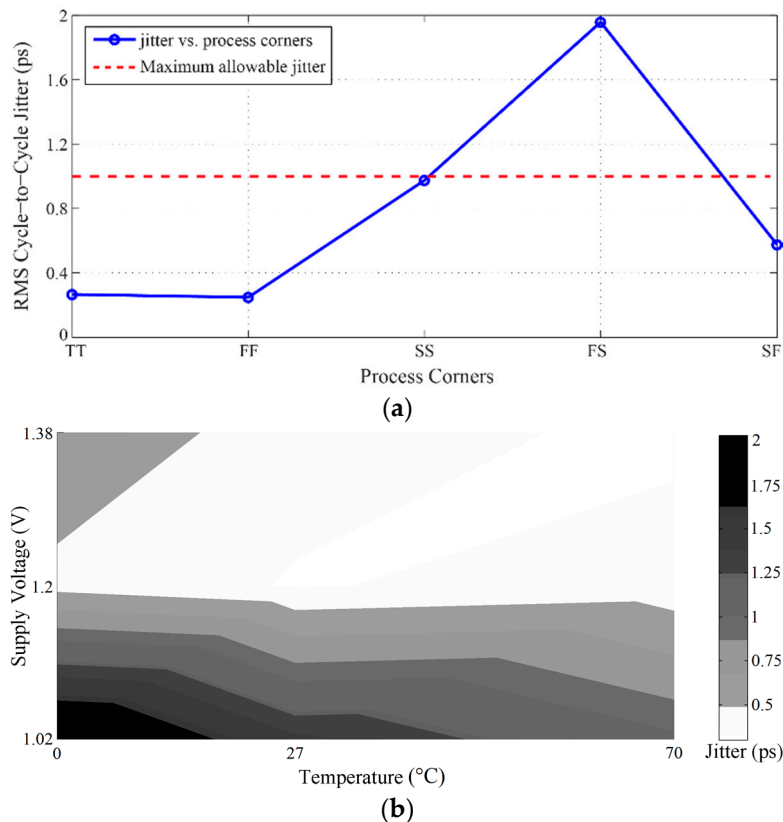 2
1.6
1.2
0.8
0.4
0
RMS Cycle-to-Cycle Jitter (ps)
jitter vs. process corners
Maximum allowable jitter
TT FF SS FS SF
Process Corners
(a)
1.38
1.2
1.02
Supply Voltage (V)
0 27 70
Temperature (°C)
2
1.75
1.5
1.25
1
0.75
0.5
Jitter (ps)
(b)